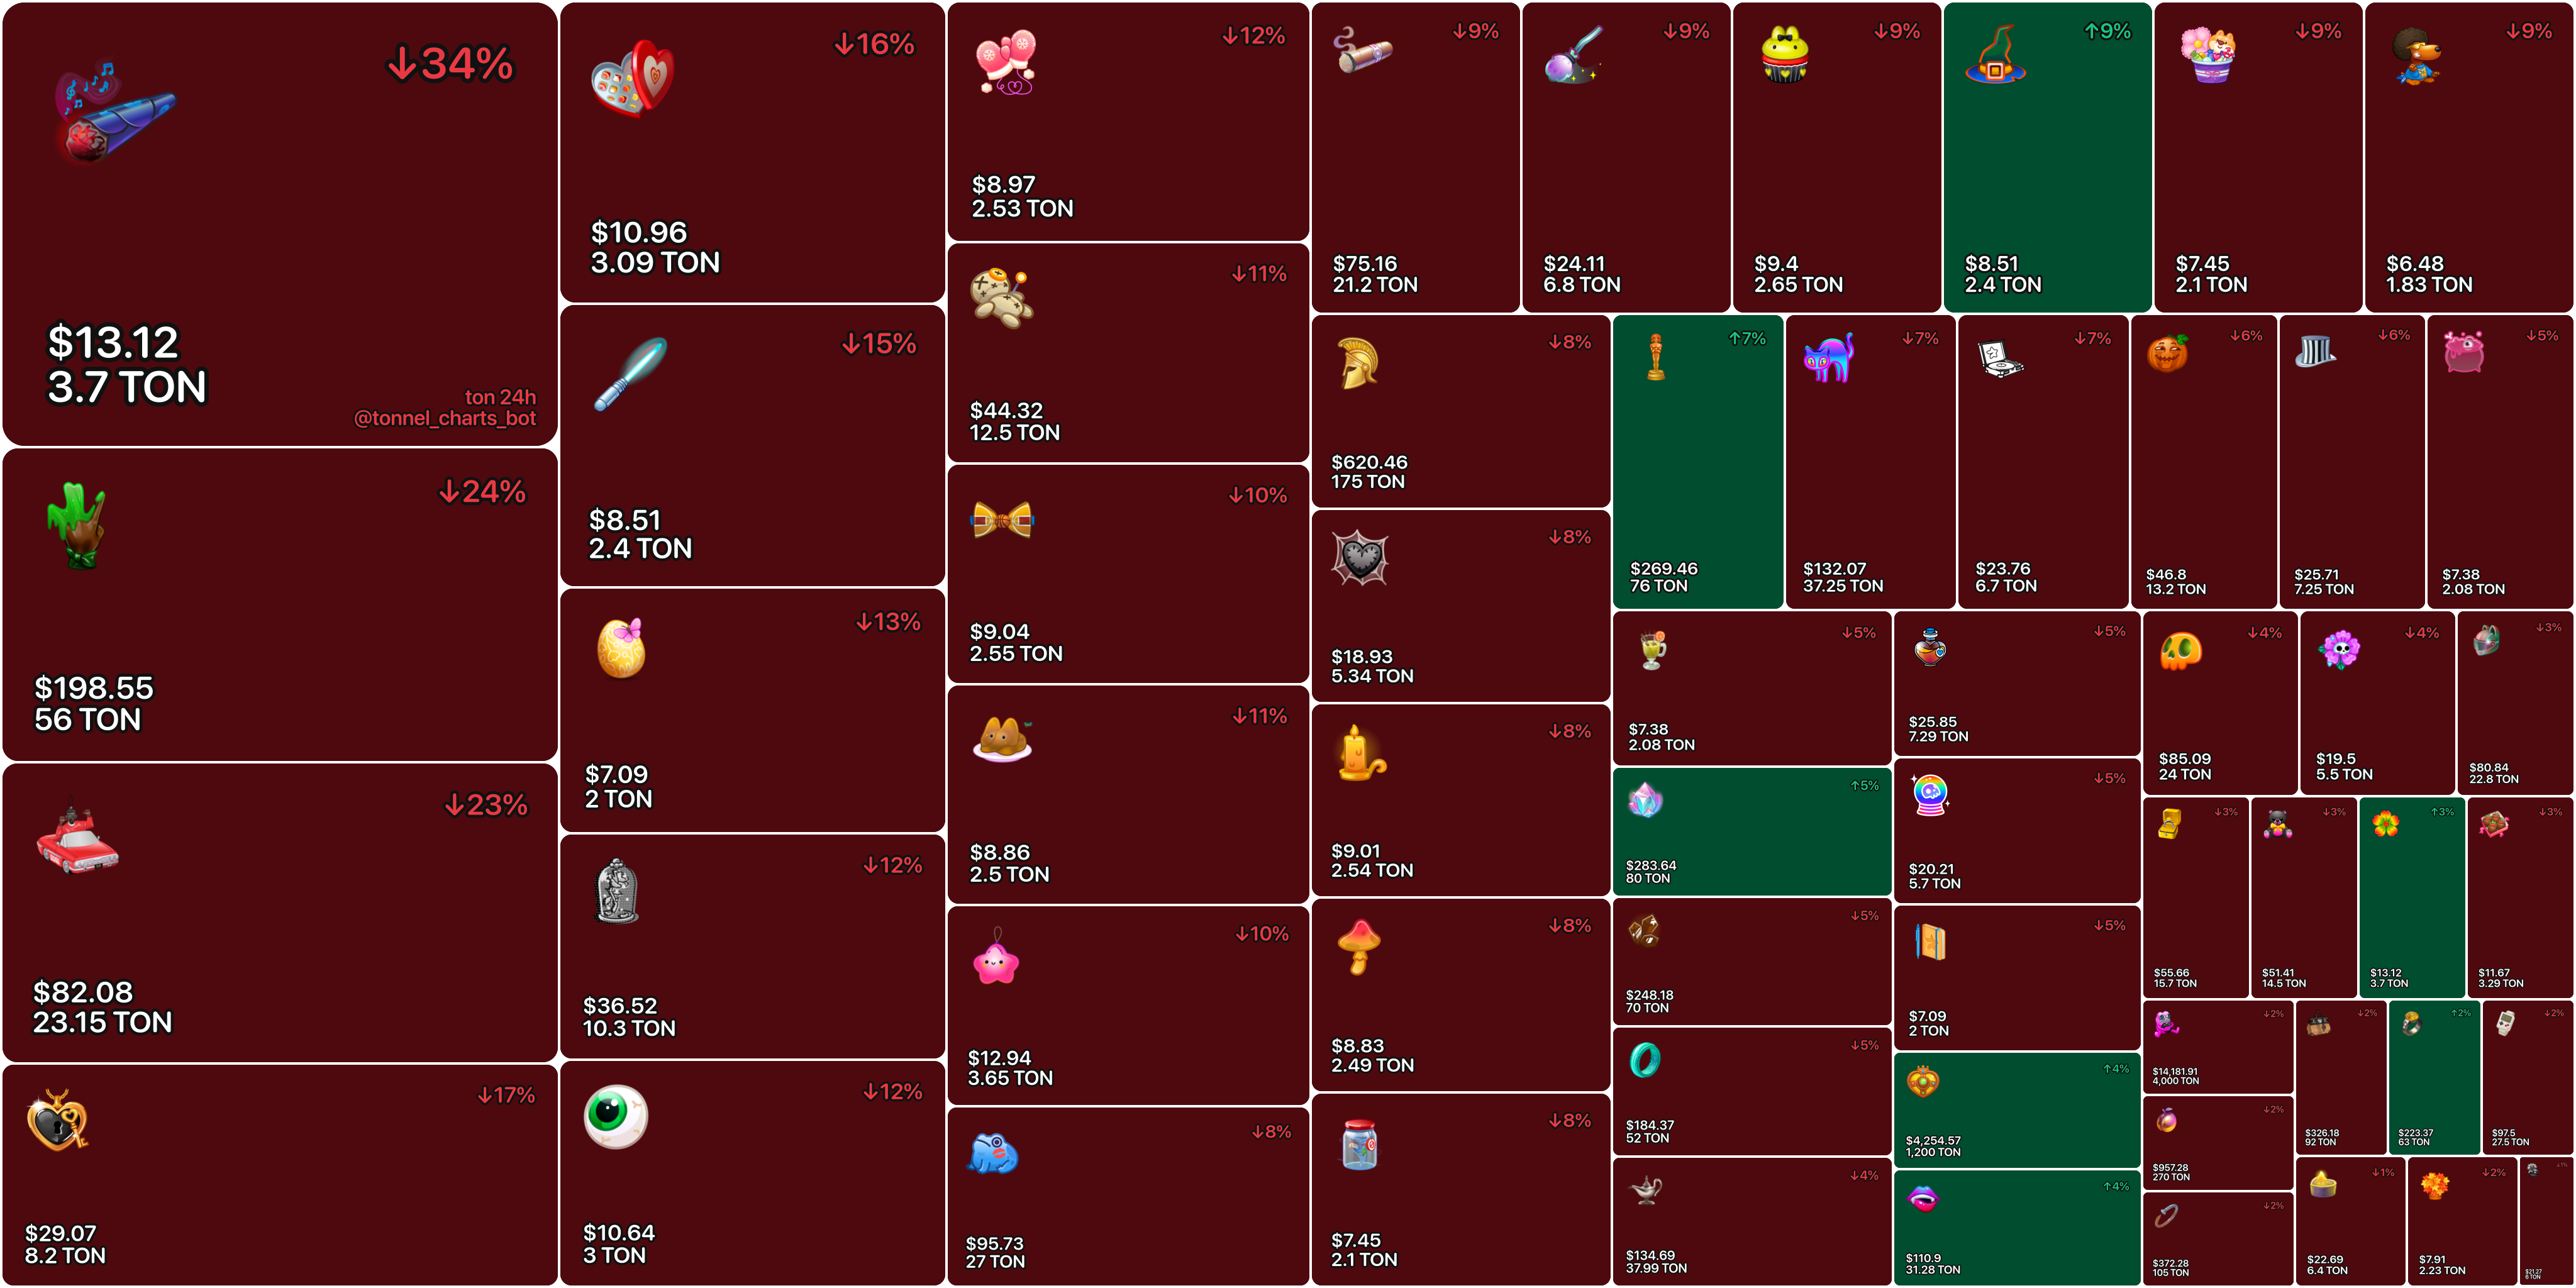 ↓34%
$13.12
3.7 TON
ton 24h
@tonnel_charts_bot
↓24%
$198.55
56 TON
↓23%
$82.08
23.15 TON
↓17%
$29.07
8.2 TON
↓16%
$10.96
3.09 TON
↓15%
$8.51
2.4 TON
↓13%
$7.09
2 TON
↓12%
$36.52
10.3 TON
↓12%
$10.64
3 TON
↓12%
$8.97
2.53 TON
↓11%
$44.32
12.5 TON
↓10%
$9.04
2.55 TON
↓11%
$8.86
2.5 TON
↓10%
$12.94
3.65 TON
↓8%
$95.73
27 TON
↓9%
$75.16
21.2 TON
↓9%
$24.11
6.8 TON
↓9%
$9.4
2.65 TON
↑9%
$8.51
2.4 TON
↓9%
$7.45
2.1 TON
↓9%
$6.48
1.83 TON
↓8%
$620.46
175 TON
↓8%
$18.93
5.34 TON
↓8%
$9.01
2.54 TON
↓8%
$8.83
2.49 TON
↓8%
$7.45
2.1 TON
↑7%
$269.46
76 TON
↓7%
$132.07
37.25 TON
↓7%
$23.76
6.7 TON
↓6%
$46.8
13.2 TON
↓6%
$25.71
7.25 TON
↓5%
$7.38
2.08 TON
↓5%
$7.38
2.08 TON
↑5%
$283.64
80 TON
↓5%
$248.18
70 TON
↓5%
$184.37
52 TON
↓4%
$134.69
37.99 TON
↓5%
$25.85
7.29 TON
↓5%
$20.21
5.7 TON
↓5%
$7.09
2 TON
↑4%
$4,254.57
1,200 TON
↑4%
$110.9
31.28 TON
↓4%
$85.09
24 TON
↓4%
$19.5
5.5 TON
↓3%
$80.84
22.8 TON
↓3%
$55.66
15.7 TON
↓3%
$51.41
14.5 TON
↑3%
$13.12
3.7 TON
↓3%
$11.67
3.29 TON
↓2%
$14,181.91
4,000 TON
↓2%
$957.28
270 TON
↓2%
$372.28
105 TON
↓2%
$326.18
92 TON
↑2%
$223.37
63 TON
↓2%
$97.5
27.5 TON
↓1%
$22.69
6.4 TON
↓2%
$7.91
2.23 TON
$21.27
6 TON